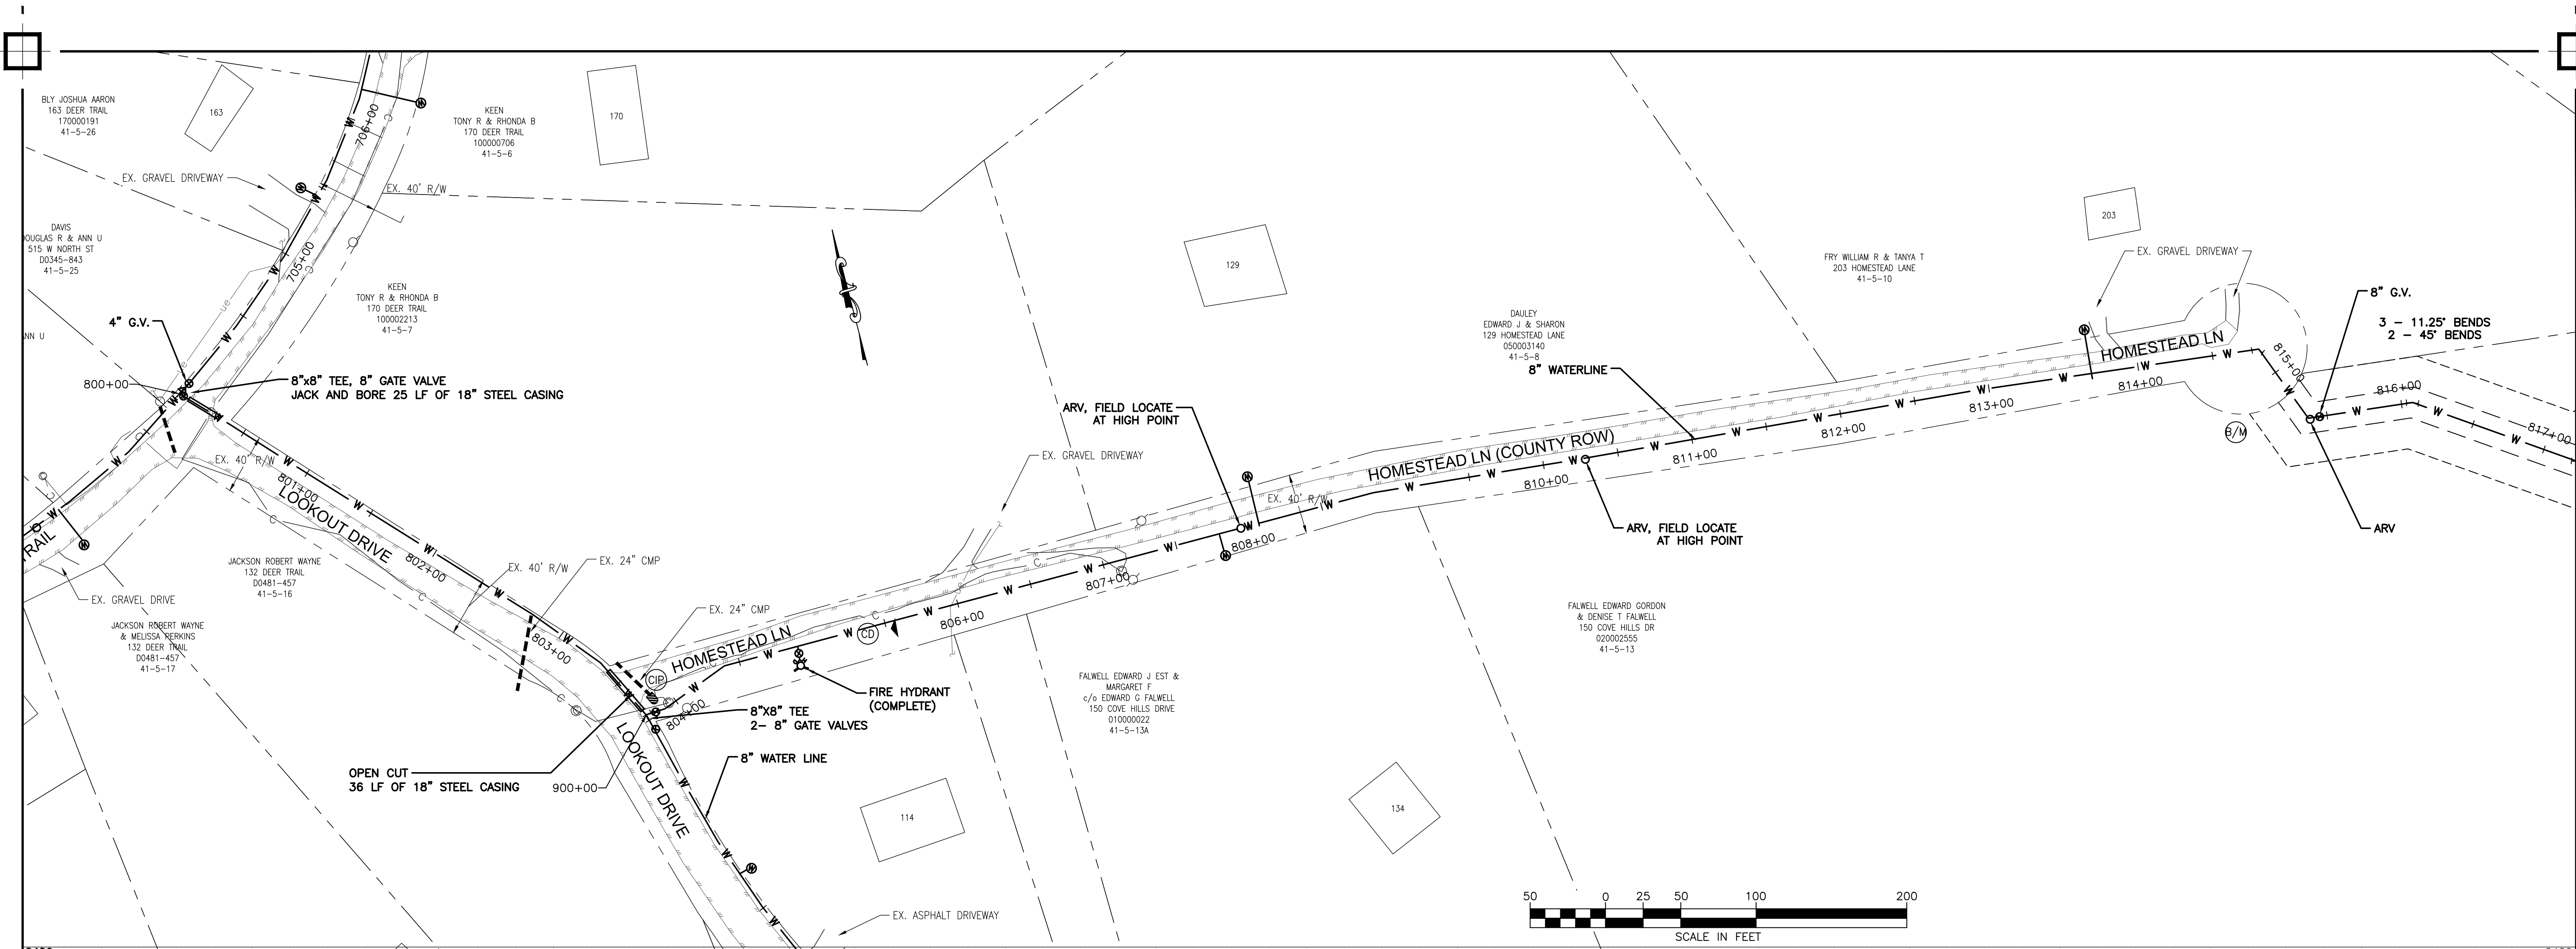 BLY JOSHUA AARON
163 DEER TRAIL
170000191
41-5-26
163
706+00
KEEN
TONY R & RHONDA B
170 DEER TRAIL
100000706
41-5-6
170
EX. GRAVEL DRIVEWAY
EX. 40' R/W
DAVIS
DOUGLAS R & ANN U
515 W NORTH ST
D0345-843
41-5-25
705+00
KEEN
TONY R & RHONDA B
170 DEER TRAIL
100002213
41-5-7
ANN U
4" G.V.
800+00
8"x8" TEE, 8" GATE VALVE
JACK AND BORE 25 LF OF 18" STEEL CASING
129
DAULEY
EDWARD J & SHARON
129 HOMESTEAD LANE
050003140
41-5-8
8" WATERLINE
FRY WILLIAM R & TANYA T
203 HOMESTEAD LANE
41-5-10
203
EX. GRAVEL DRIVEWAY
8" G.V.
3 - 11.25° BENDS
2 - 45° BENDS
HOMESTEAD LN
815+00
816+00
817+00
814+00
813+00
812+00
811+00
810+00
B/M
ARV
ARV, FIELD LOCATE
AT HIGH POINT
EX. GRAVEL DRIVEWAY
HOMESTEAD LN (COUNTY ROW)
EX. 40' R/W
808+00
ARV, FIELD LOCATE
AT HIGH POINT
EX. 40' R/W
801+00
LOOKOUT DRIVE
802+00
EX. 40' R/W
EX. 24" CMP
807+00
806+00
TRAIL
EX. GRAVEL DRIVE
JACKSON ROBERT WAYNE
132 DEER TRAIL
D0481-457
41-5-16
JACKSON ROBERT WAYNE
& MELISSA PERKINS
132 DEER TRAIL
D0481-457
41-5-17
803+00
EX. 24" CMP
HOMESTEAD LN
CD
CIP
804+00
FIRE HYDRANT
(COMPLETE)
8"X8" TEE
2- 8" GATE VALVES
LOOKOUT DRIVE
8" WATER LINE
OPEN CUT
36 LF OF 18" STEEL CASING
900+00
FALWELL EDWARD J EST &
MARGARET F
c/o EDWARD G FALWELL
150 COVE HILLS DRIVE
010000022
41-5-13A
FALWELL EDWARD GORDON
& DENISE T FALWELL
150 COVE HILLS DR
020002555
41-5-13
114
134
EX. ASPHALT DRIVEWAY
50 0 25 50 100 200
SCALE IN FEET